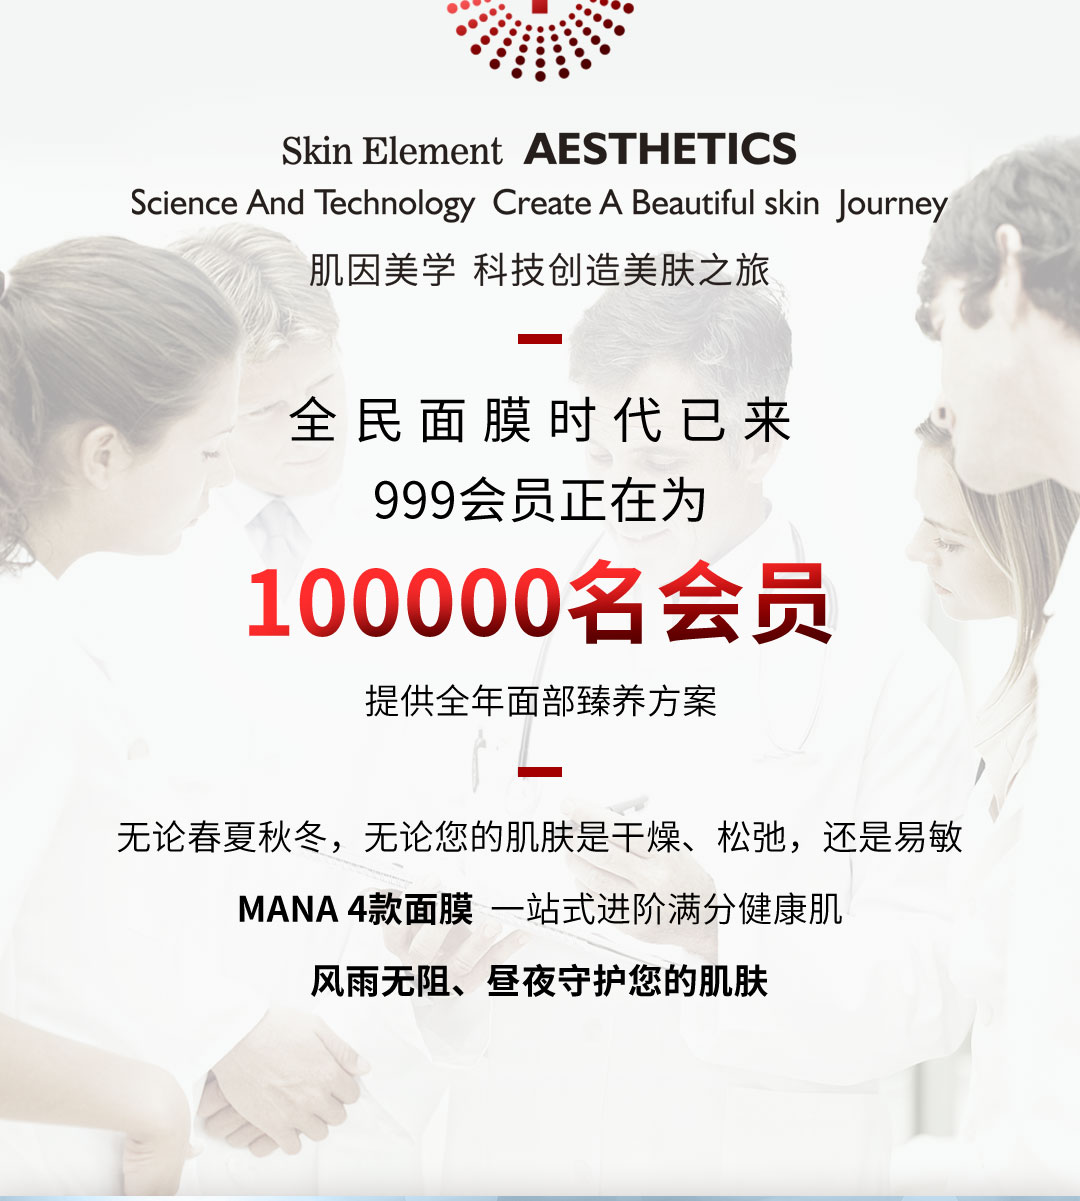 Skin Element AESTHETICS
Science And Technology Create A Beautiful skin Journey
肌因美学 科技创造美肤之旅
全民面膜时代已来
999会员正在为
100000名会员
提供全年面部臻养方案
无论春夏秋冬，无论您的肌肤是干燥、松弛，还是易敏
MANA 4款面膜 一站式进阶满分健康肌
风雨无阻、昼夜守护您的肌肤